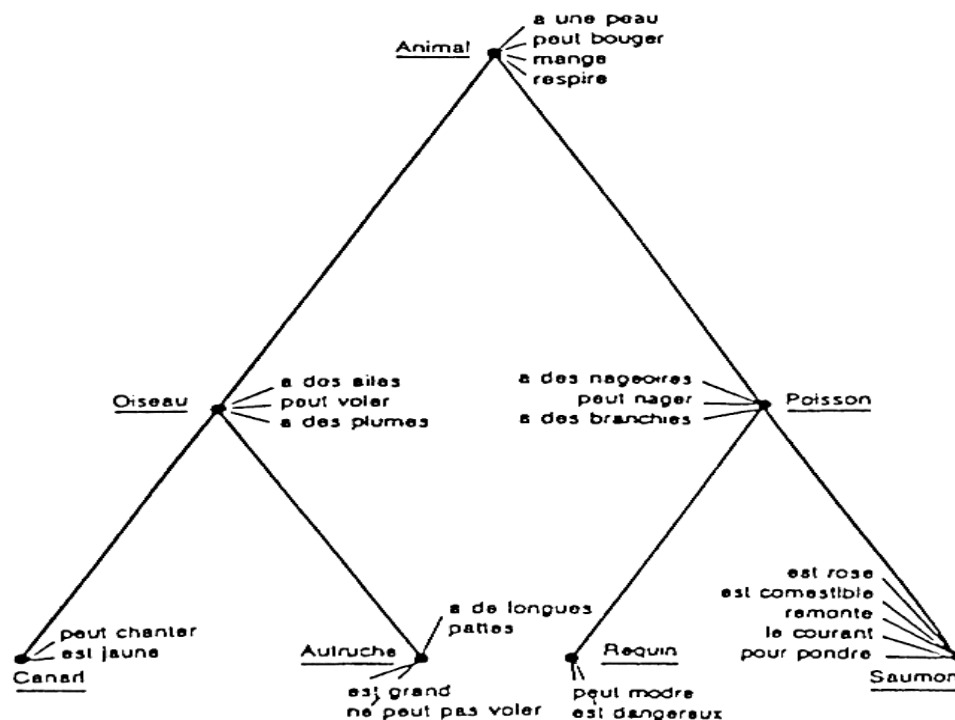 a une peau
Animal
peut bouger
mange
respire
Oiseau
a dos ailes
peut voler
a des plumes
a des nageoires
peut nager
a des branchies
Poisson
peut chanter
est jaune
Canari
a de longues
pattes
Autruche
est grand
ne peut pas voler
Requin
peut modre
est dangereux
est rose
est comestible
remonte
le courant
pour pondre
Saumon